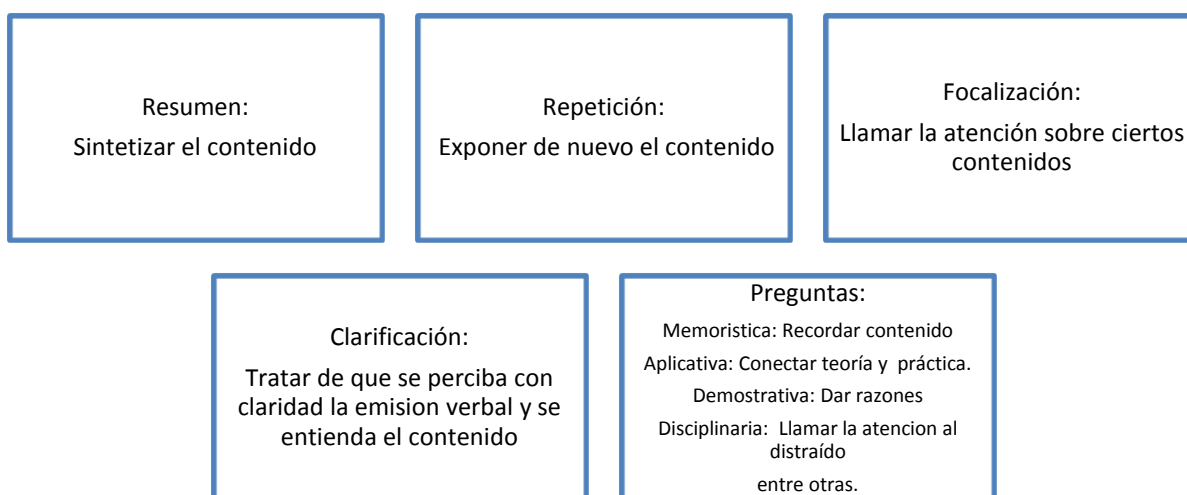 Resumen:
Sintetizar el contenido
Repetición:
Exponer de nuevo el contenido
Focalización:
Llamar la atención sobre ciertos
contenidos
Clarificación:
Tratar de que se perciba con
claridad la emision verbal y se
entienda el contenido
Preguntas:
Memoristica: Recordar contenido
Aplicativa: Conectar teoría y práctica.
Demostrativa: Dar razones
Disciplinaria: Llamar la atencion al
distraído
entre otras.